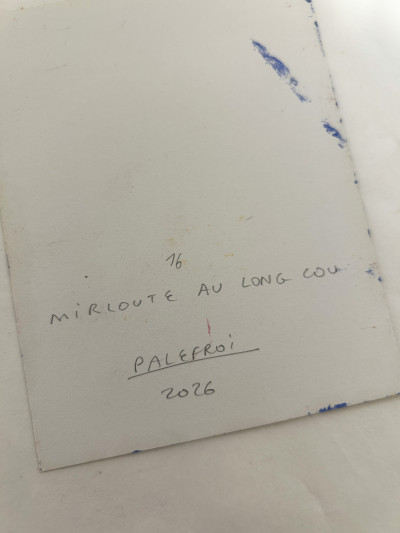 16
MIRLOUTE AU LONG COU
PALEFROi
2026